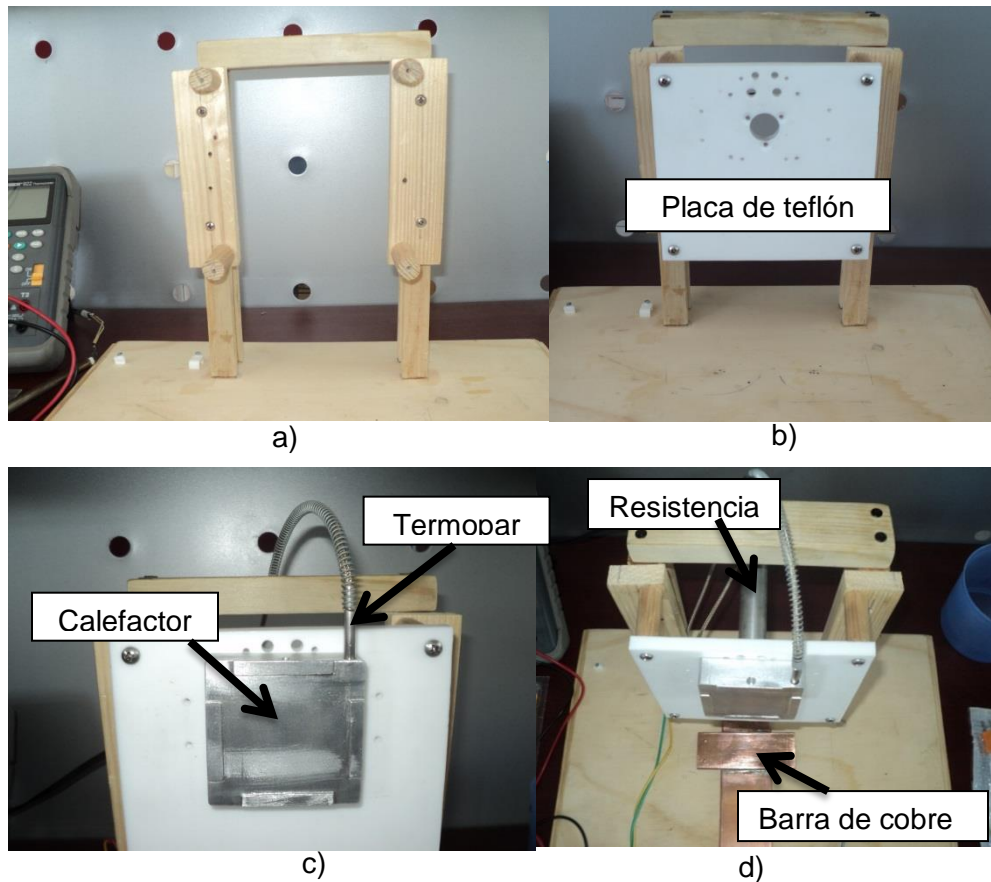 Placa de teflón
a)
b)
Termopar
Resistencia
Calefactor
Barra de cobre
c)
d)